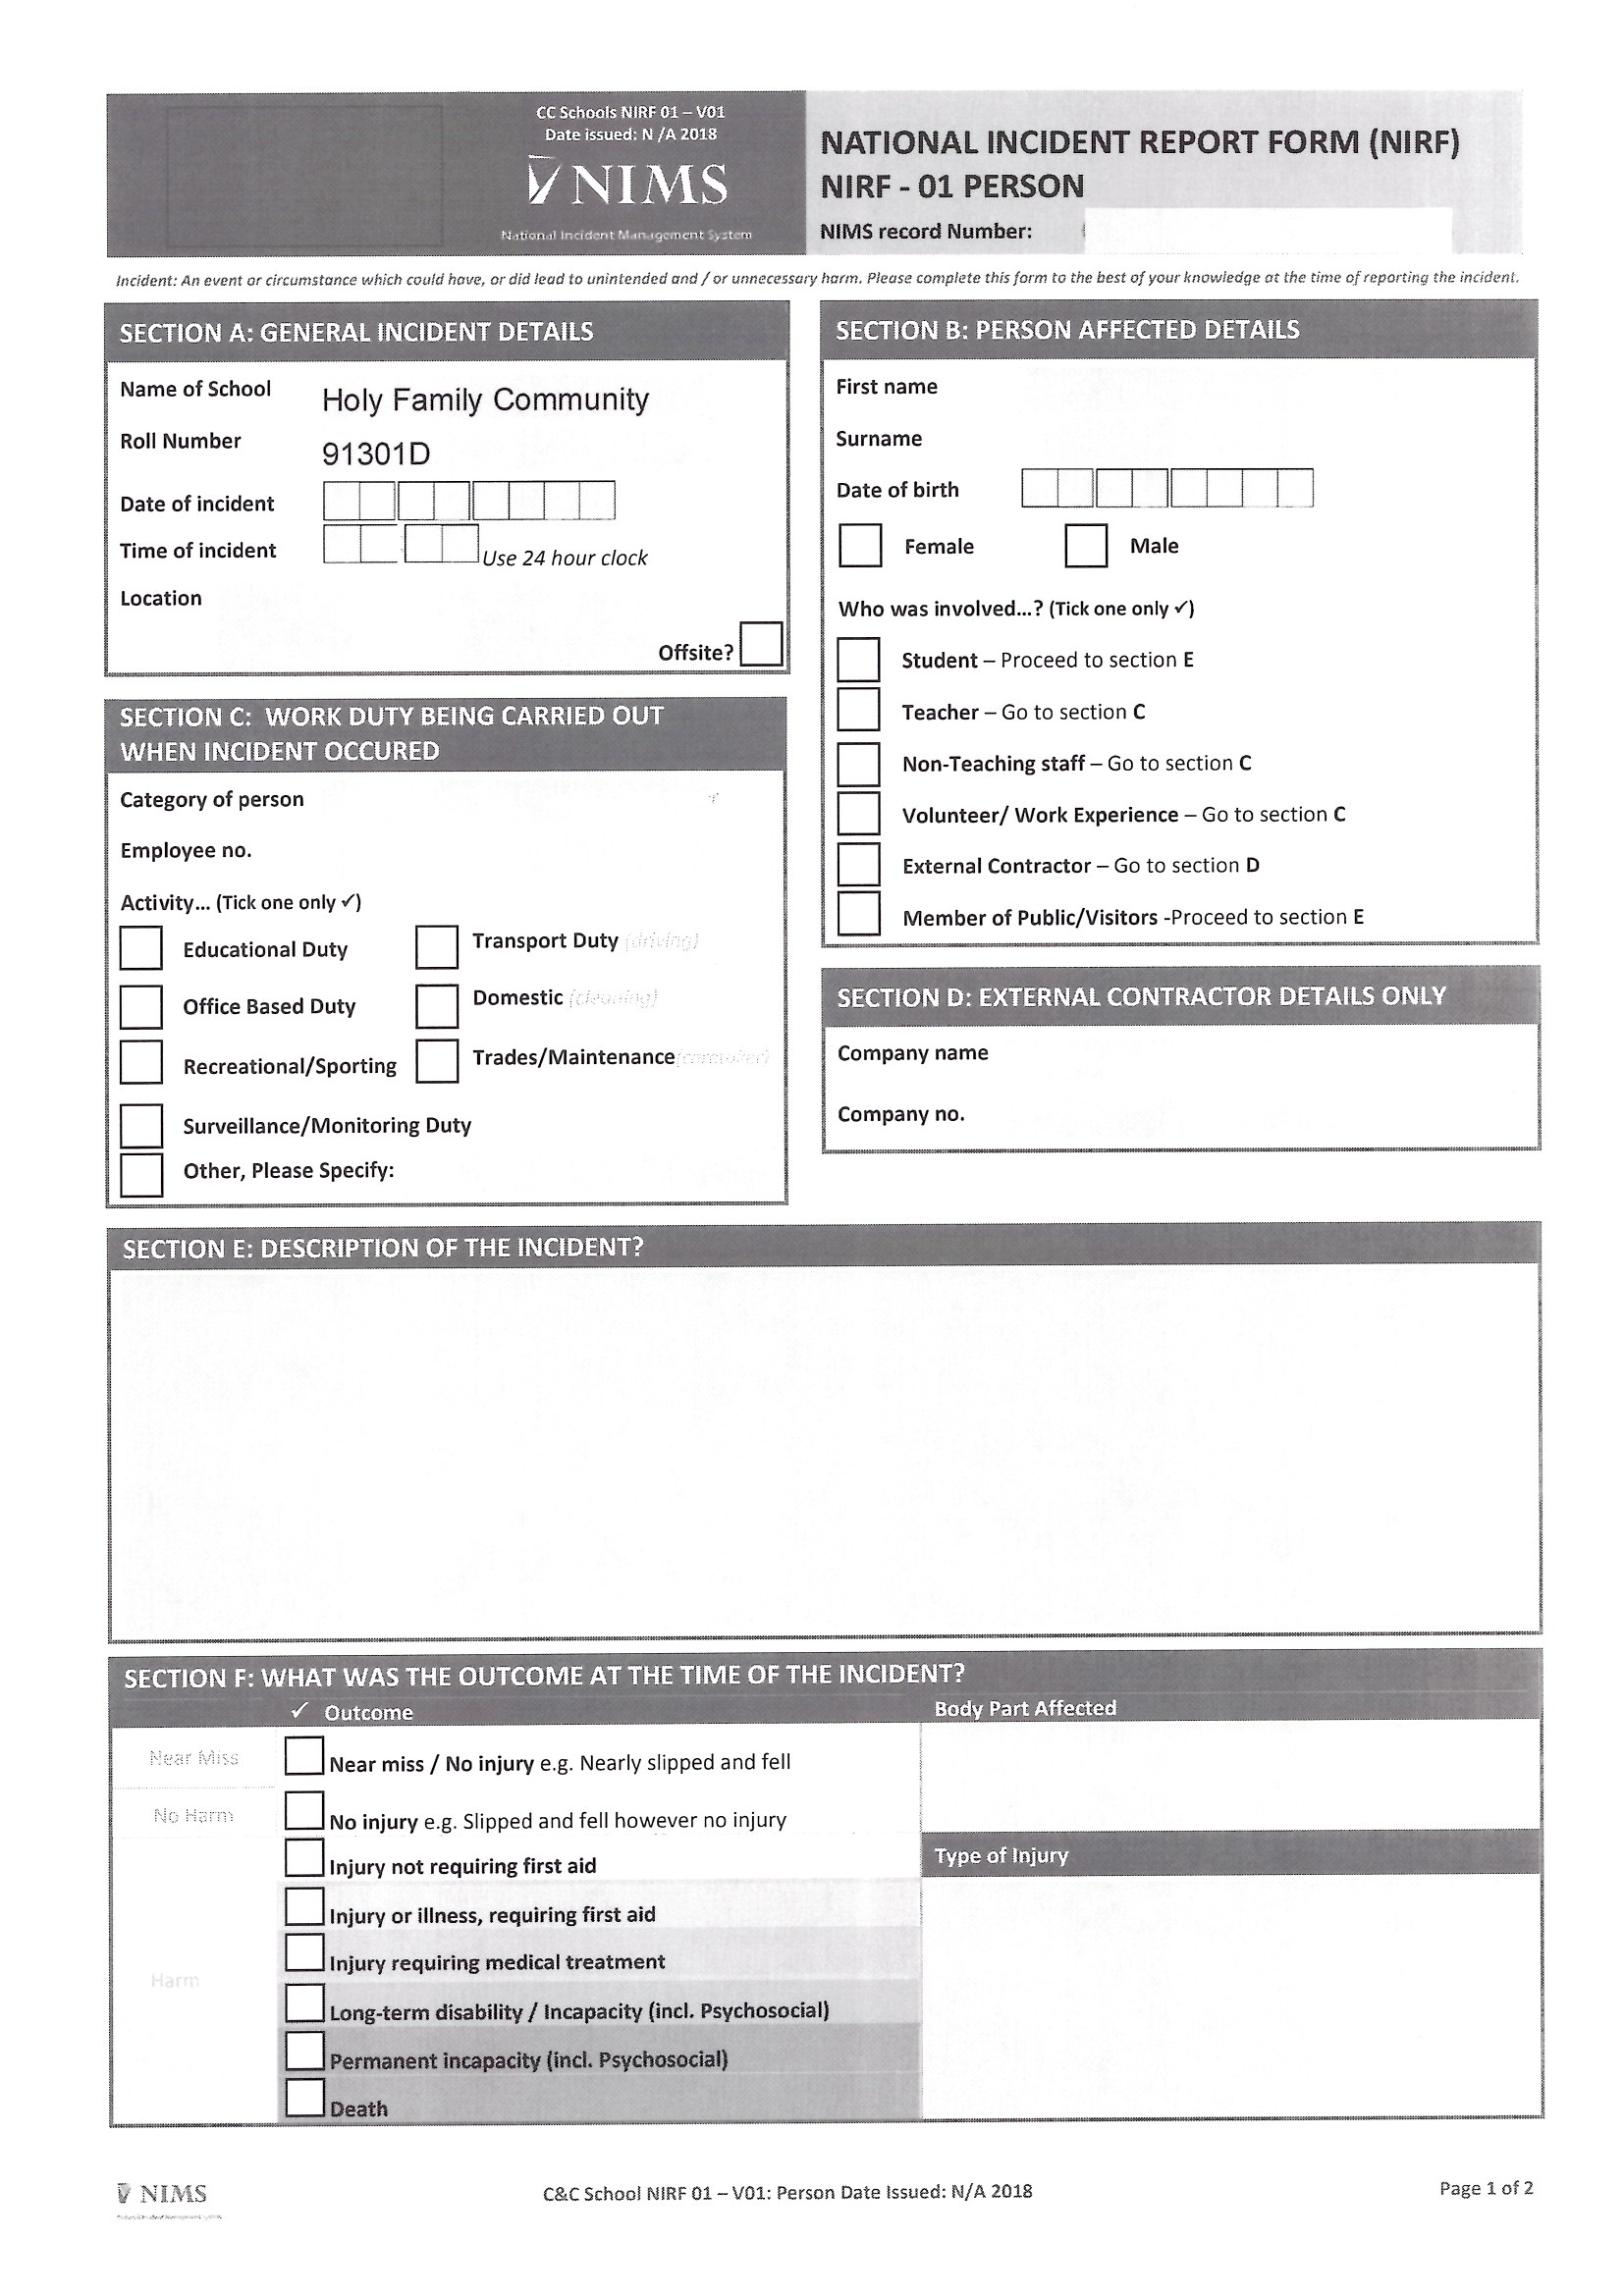 CC Schools NIRF 01 – V01
Date issued: N /A 2018
NIMS
National Incident Management System
NATIONAL INCIDENT REPORT FORM (NIRF)
NIRF - 01 PERSON
NIMS record Number:
Incident: An event or circumstance which could have, or did lead to unintended and / or unnecessary harm. Please complete this form to the best of your knowledge at the time of reporting the incident.
SECTION A: GENERAL INCIDENT DETAILS
Name of School Holy Family Community
Roll Number 91301D
Date of incident
Time of incident Use 24 hour clock
Location
Offsite?
SECTION B: PERSON AFFECTED DETAILS
First name
Surname
Date of birth
Female Male
Who was involved...? (Tick one only ✓)
Student – Proceed to section E
Teacher – Go to section C
Non-Teaching staff – Go to section C
Volunteer/ Work Experience – Go to section C
External Contractor – Go to section D
Member of Public/Visitors -Proceed to section E
SECTION C: WORK DUTY BEING CARRIED OUT
WHEN INCIDENT OCCURED
Category of person
Employee no.
Activity... (Tick one only ✓)
Educational Duty Transport Duty (driving)
Office Based Duty Domestic (cleaning)
Recreational/Sporting Trades/Maintenance
Surveillance/Monitoring Duty
Other, Please Specify:
SECTION D: EXTERNAL CONTRACTOR DETAILS ONLY
Company name
Company no.
SECTION E: DESCRIPTION OF THE INCIDENT?
SECTION F: WHAT WAS THE OUTCOME AT THE TIME OF THE INCIDENT?
✓ Outcome Body Part Affected
Near Miss Near miss / No injury e.g. Nearly slipped and fell
No Harm No injury e.g. Slipped and fell however no injury
Injury not requiring first aid Type of Injury
Injury or illness, requiring first aid
Injury requiring medical treatment
Harm
Long-term disability / Incapacity (incl. Psychosocial)
Permanent incapacity (incl. Psychosocial)
Death
NIMS C&C School NIRF 01 – V01: Person Date Issued: N/A 2018 Page 1 of 2